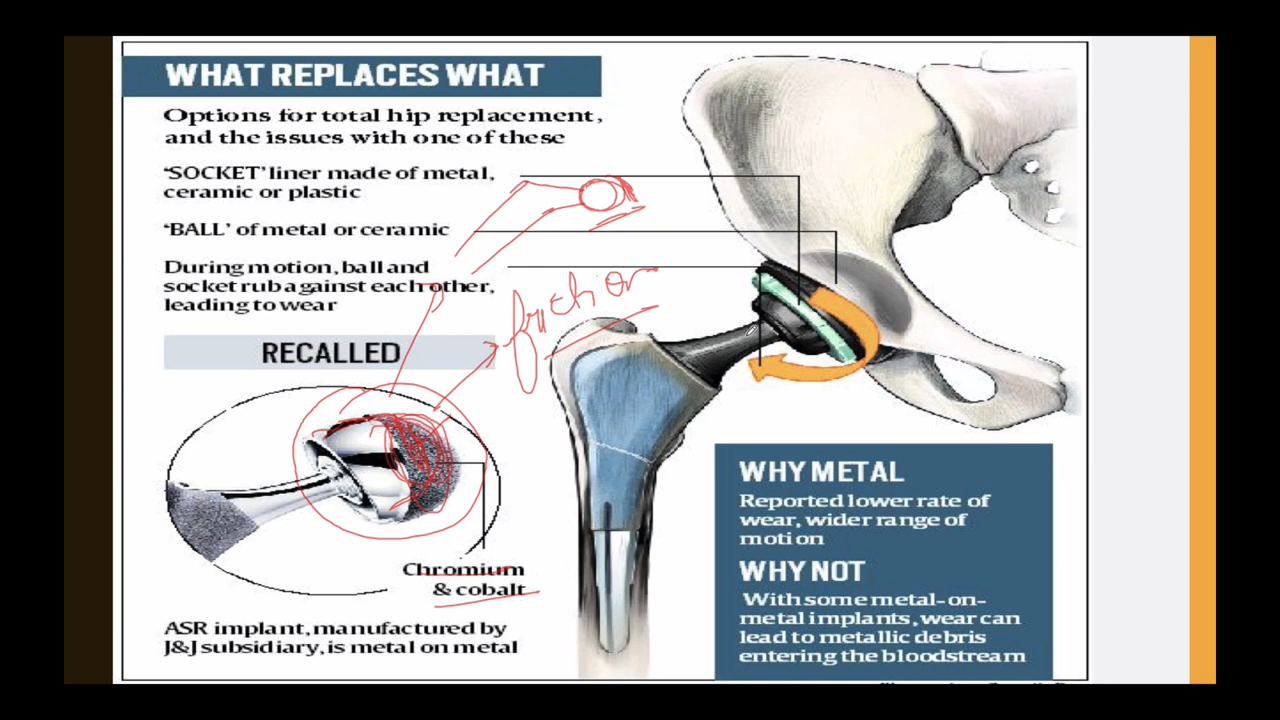 WHAT REPLACES WHAT
Options for total hip replacement,
and the issues with one of these
‘SOCKET’ liner made of metal,
ceramic or plastic
‘BALL’ of metal or ceramic
During motion, ball and
socket rub against each other,
leading to wear
friction
RECALLED
Chromium
& cobalt
ASR implant, manufactured by
J&J subsidiary, is metal on metal
WHY METAL
Reported lower rate of
wear, wider range of
motion
WHY NOT
With some metal-on-
metal implants, wear can
lead to metallic debris
entering the bloodstream